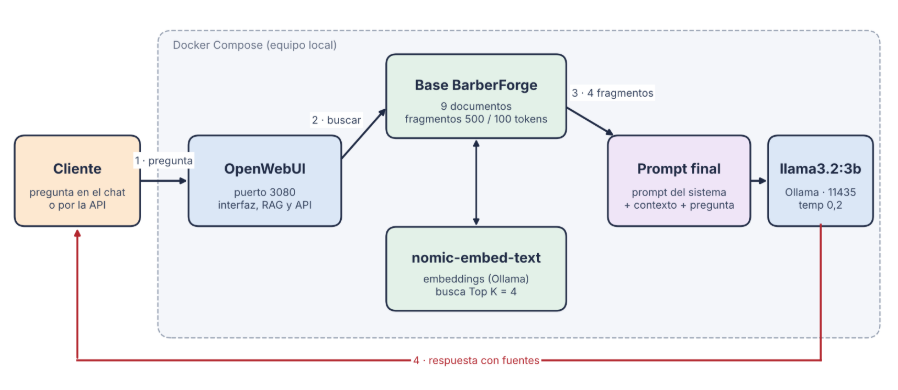 Docker Compose (equipo local)
Cliente
pregunta en el chat
o por la API
1 · pregunta
OpenWebUI
puerto 3080
interfaz, RAG y API
2 · buscar
Base BarberForge
9 documentos
fragmentos 500 / 100 tokens
nomic-embed-text
embeddings (Ollama)
busca Top K = 4
3 · 4 fragmentos
Prompt final
prompt del sistema
+ contexto + pregunta
llama3.2:3b
Ollama · 11435
temp 0,2
4 · respuesta con fuentes